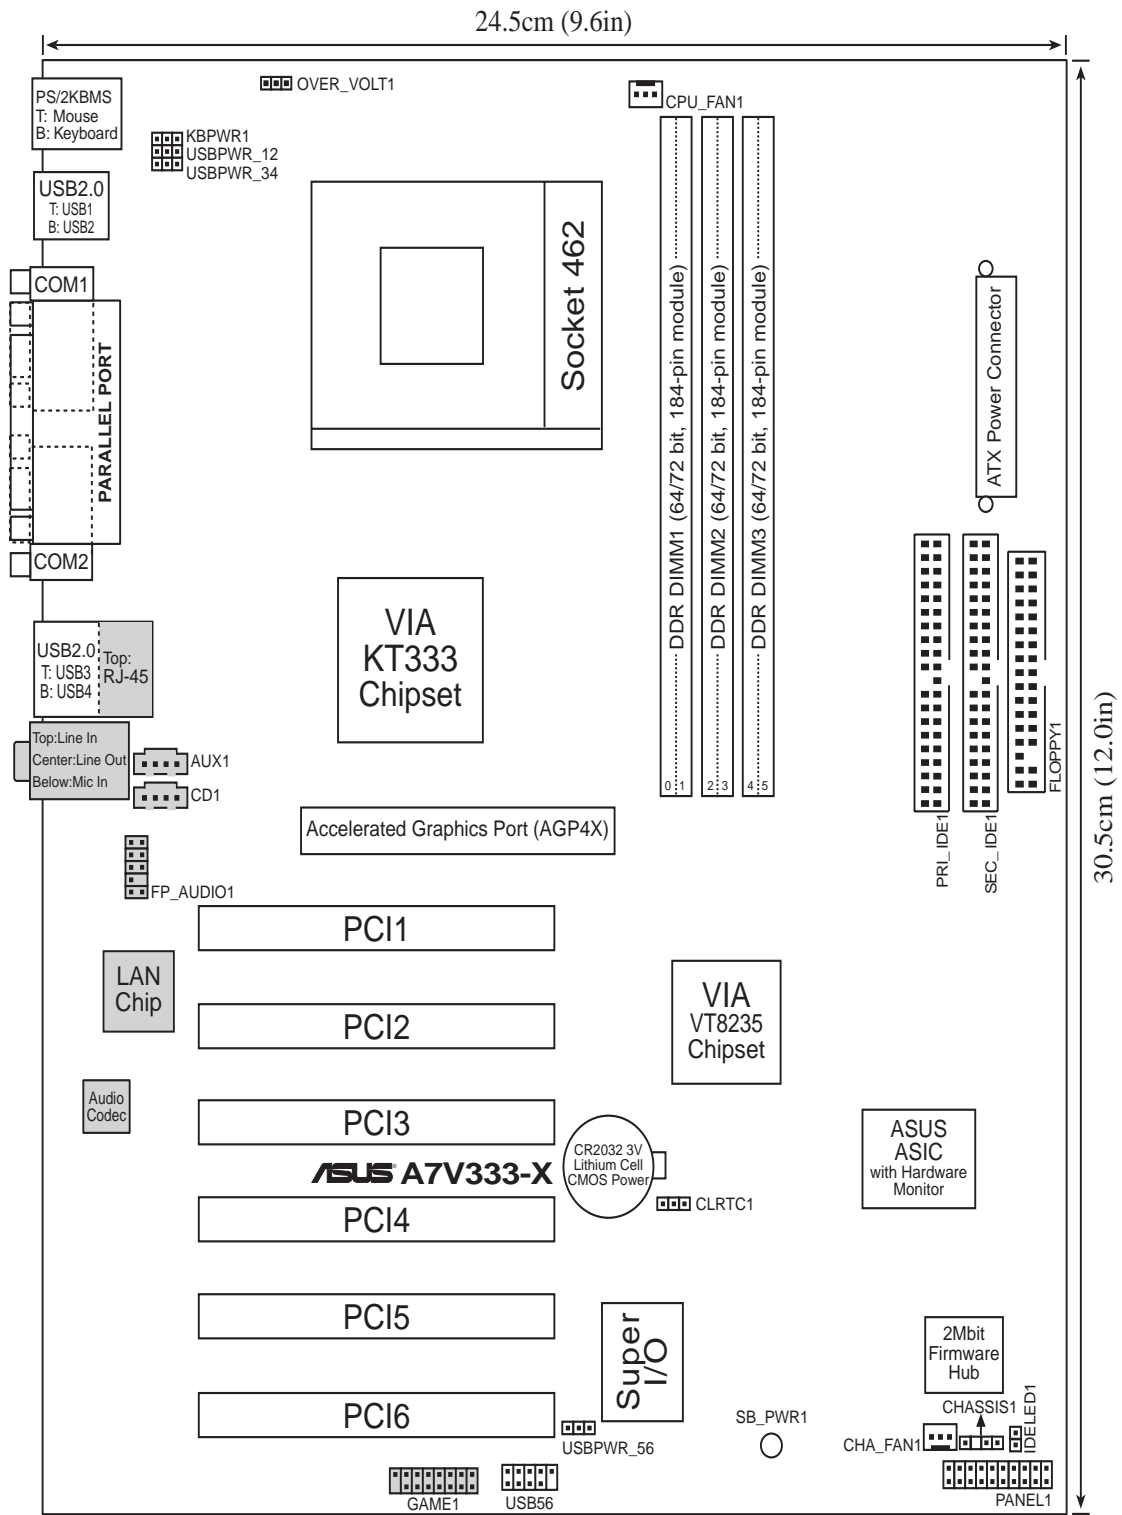 24.5cm (9.6in)
PS/2KBMS
T: Mouse
B: Keyboard
OVER_VOLT1
CPU_FAN1
KBPWR1
USBPWR_12
USBPWR_34
USB2.0
T: USB1
B: USB2
COM1
PARALLEL PORT
COM2
Socket 462
DDR DIMM1 (64/72 bit, 184-pin module)
DDR DIMM2 (64/72 bit, 184-pin module)
DDR DIMM3 (64/72 bit, 184-pin module)
0 1
2 3
4 5
ATX Power Connector
30.5cm (12.0in)
VIA
KT333
Chipset
USB2.0
T: USB3
B: USB4
Top:
RJ-45
Top:Line In
Center:Line Out
Below:Mic In
AUX1
CD1
FLOPPY1
PRI_IDE1
SEC_IDE1
Accelerated Graphics Port (AGP4X)
FP_AUDIO1
PCI1
LAN
Chip
PCI2
VIA
VT8235
Chipset
Audio
Codec
PCI3
CR2032 3V
Lithium Cell
CMOS Power
ASUS
ASIC
with Hardware
Monitor
ASUS® A7V333-X
CLRTC1
PCI4
PCI5
Super
I/O
2Mbit
Firmware
Hub
PCI6
CHASSIS1
IDELED1
SB_PWR1
CHA_FAN1
USBPWR_56
GAME1
USB56
PANEL1